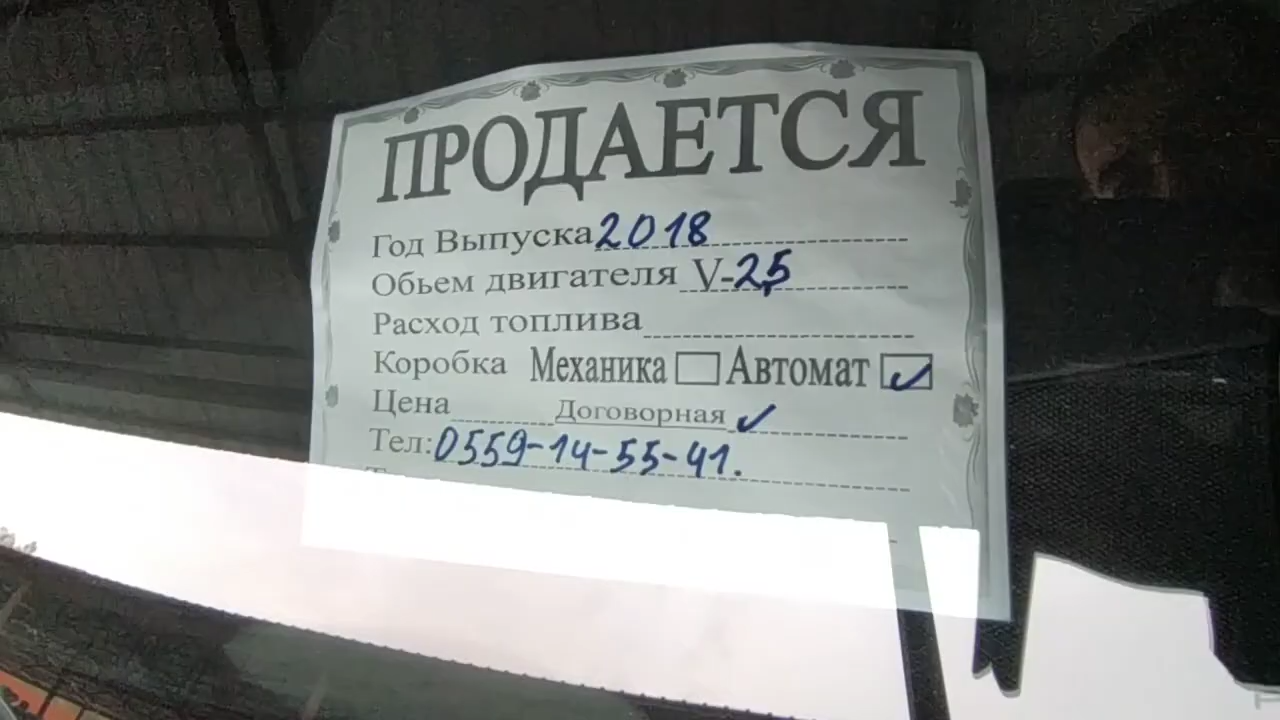 ПРОДАЕТСЯ
Год Выпуска 2018
Обьем двигателя V-2,5
Расход топлива
Коробка Механика Автомат ✓
Цена Договорная ✓
Тел: 0559-14-55-41.